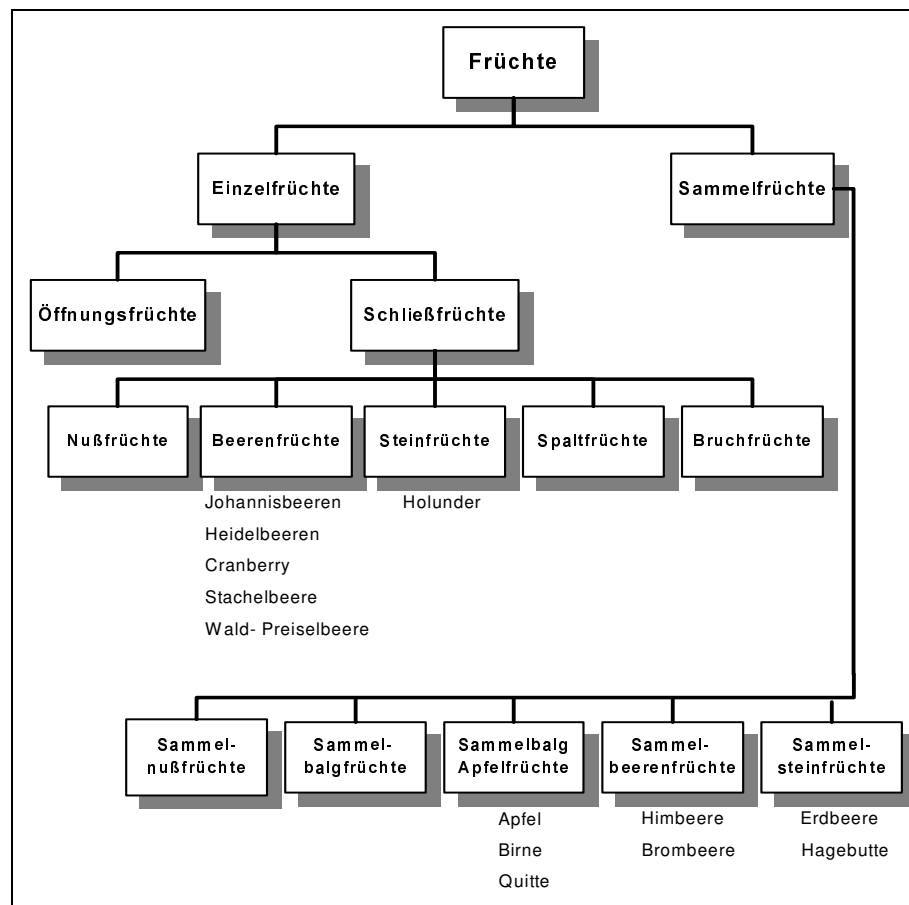 Früchte
Einzelfrüchte
Sammelfrüchte
Öffnungsfrüchte
Schließfrüchte
Nußfrüchte
Beerenfrüchte
Steinfrüchte
Spaltfrüchte
Bruchfrüchte
Johannisbeeren
Heidelbeeren
Cranberry
Stachelbeere
Wald- Preiselbeere
Holunder
Sammel-
nußfrüchte
Sammel-
balgfrüchte
Sammelbalg
Apfelfrüchte
Sammel-
beerenfrüchte
Sammel-
steinfrüchte
Apfel
Birne
Quitte
Himbeere
Brombeere
Erdbeere
Hagebutte